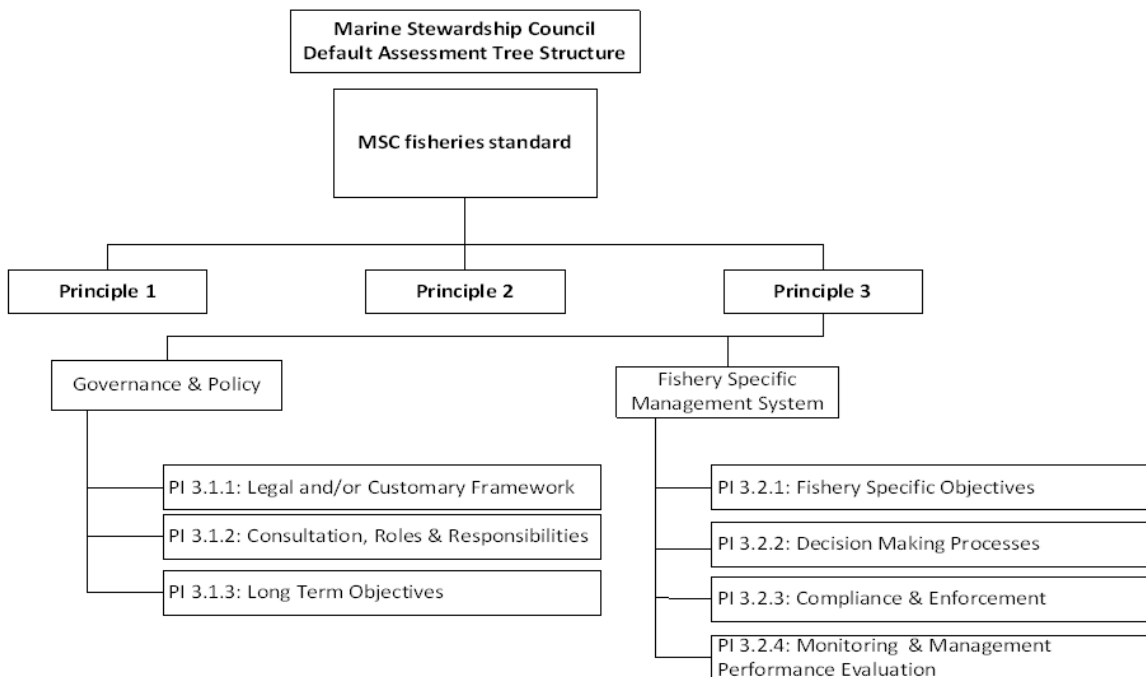 Marine Stewardship Council
Default Assessment Tree Structure
MSC fisheries standard
Principle 1
Principle 2
Principle 3
Governance & Policy
Fishery Specific
Management System
PI 3.1.1: Legal and/or Customary Framework
PI 3.1.2: Consultation, Roles & Responsibilities
PI 3.1.3: Long Term Objectives
PI 3.2.1: Fishery Specific Objectives
PI 3.2.2: Decision Making Processes
PI 3.2.3: Compliance & Enforcement
PI 3.2.4: Monitoring & Management
Performance Evaluation